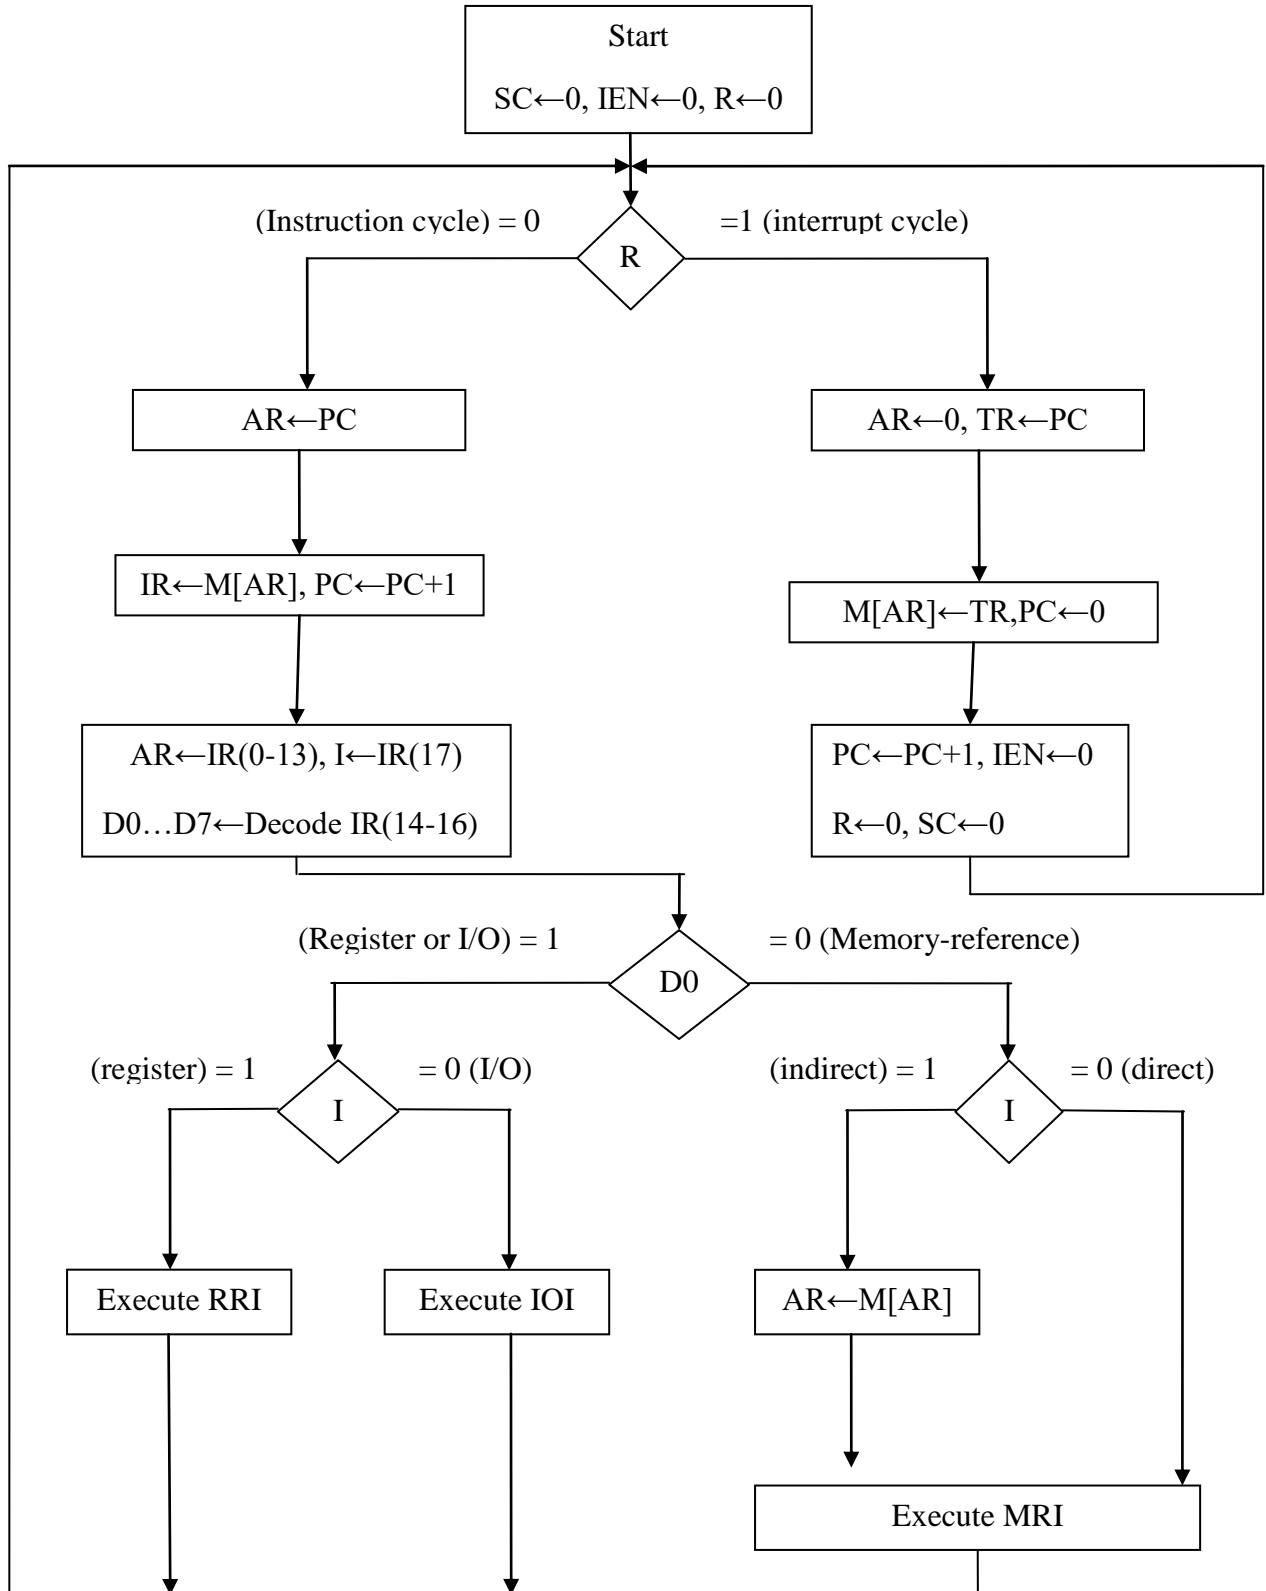 Start
SC←0, IEN←0, R←0
(Instruction cycle) = 0
=1 (interrupt cycle)
R
AR←PC
AR←0, TR←PC
IR←M[AR], PC←PC+1
M[AR]←TR,PC←0
AR←IR(0-13), I←IR(17)
D0…D7←Decode IR(14-16)
PC←PC+1, IEN←0
R←0, SC←0
(Register or I/O) = 1
= 0 (Memory-reference)
D0
(register) = 1
= 0 (I/O)
(indirect) = 1
= 0 (direct)
I
I
Execute RRI
Execute IOI
AR←M[AR]
Execute MRI